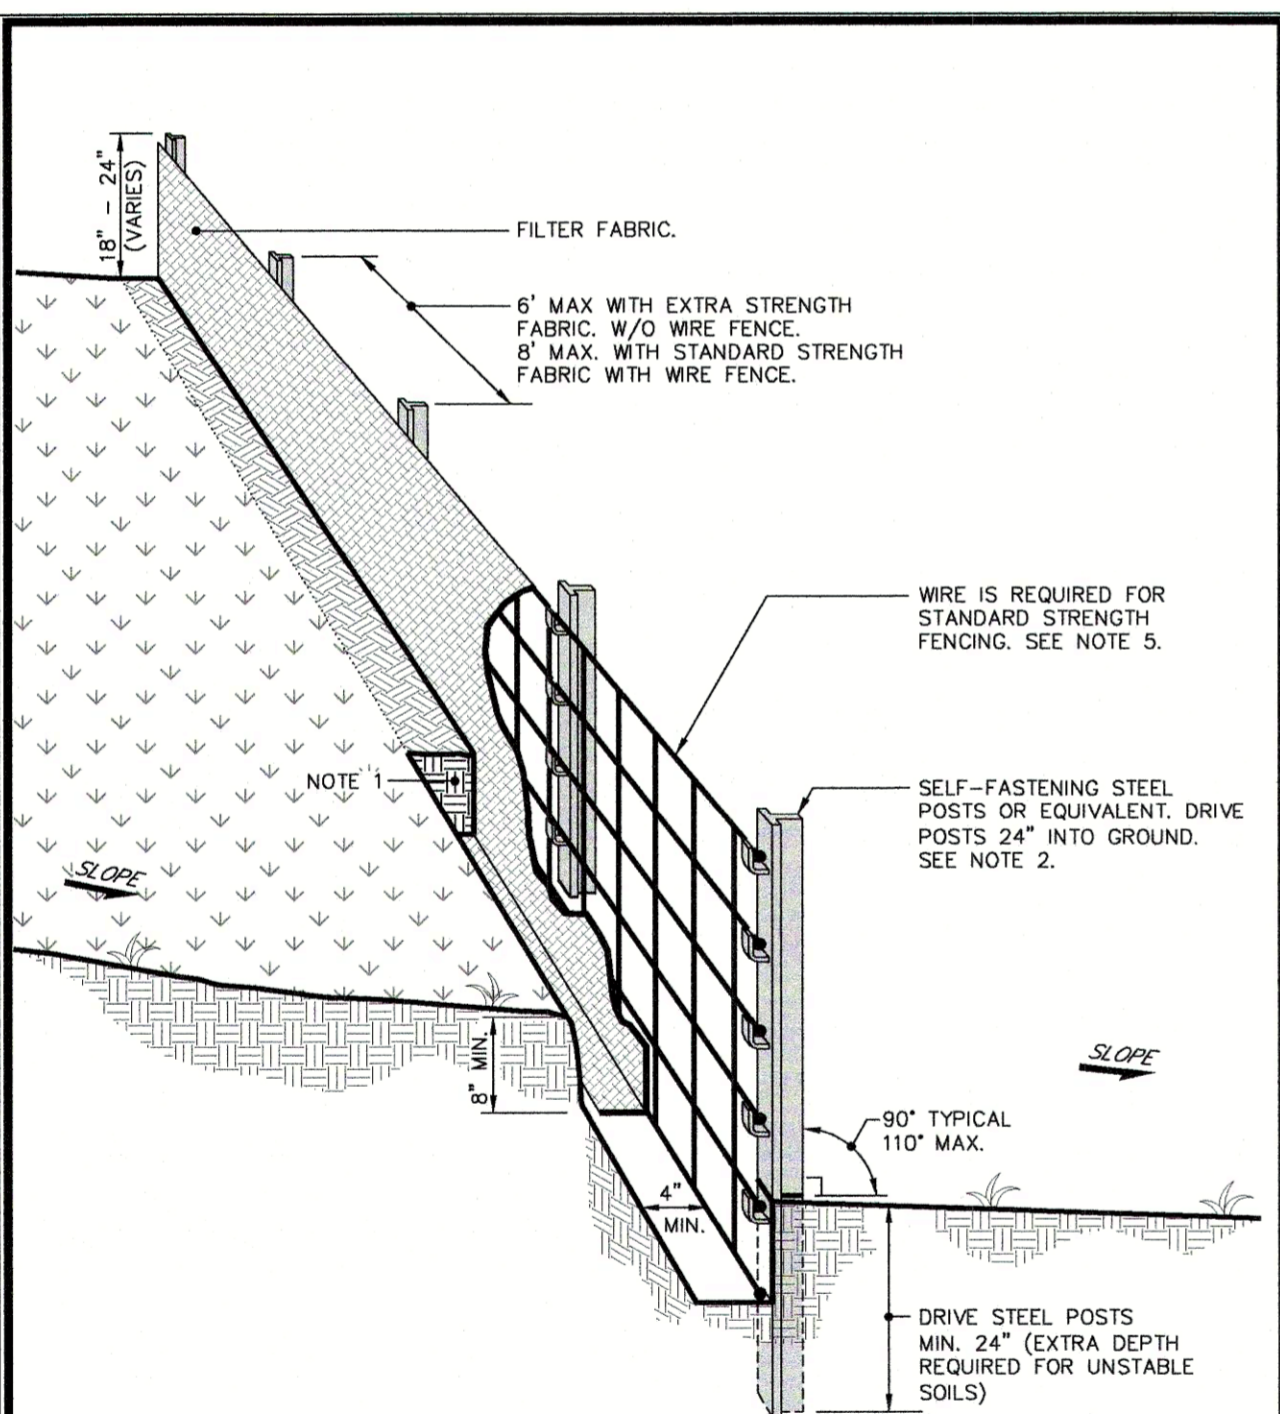 18" - 24"
(VARIES)
FILTER FABRIC.
6' MAX WITH EXTRA STRENGTH
FABRIC. W/O WIRE FENCE.
8' MAX. WITH STANDARD STRENGTH
FABRIC WITH WIRE FENCE.
WIRE IS REQUIRED FOR
STANDARD STRENGTH
FENCING. SEE NOTE 5.
NOTE 1
SELF-FASTENING STEEL
POSTS OR EQUIVALENT. DRIVE
POSTS 24" INTO GROUND.
SEE NOTE 2.
SLOPE
8" MIN.
SLOPE
90° TYPICAL
110° MAX.
4"
MIN.
DRIVE STEEL POSTS
MIN. 24" (EXTRA DEPTH
REQUIRED FOR UNSTABLE
SOILS)